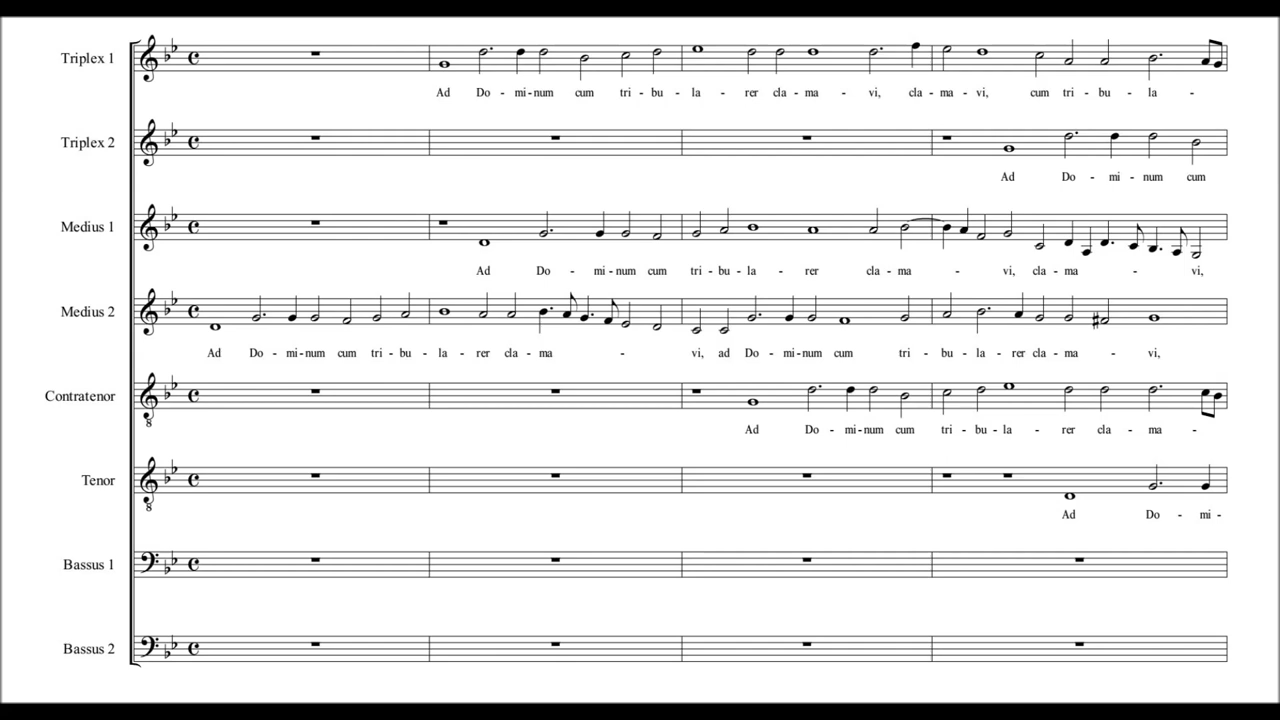 Triplex 1
Ad Do - mi - num cum tri - bu - la - rer cla - ma - vi, cla - ma - vi, cum tri - bu - la -
Triplex 2
Ad Do - mi - num cum
Medius 1
Ad Do - mi - num cum tri - bu - la - rer cla - ma - vi, cla - ma - vi,
Medius 2
Ad Do - mi - num cum tri - bu - la - rer cla - ma - vi, ad Do - mi - num cum tri - bu - la - rer cla - ma - vi,
Contratenor
8
Ad Do - mi - num cum tri - bu - la - rer cla - ma -
Tenor
8
Ad Do - mi -
Bassus 1
Bassus 2